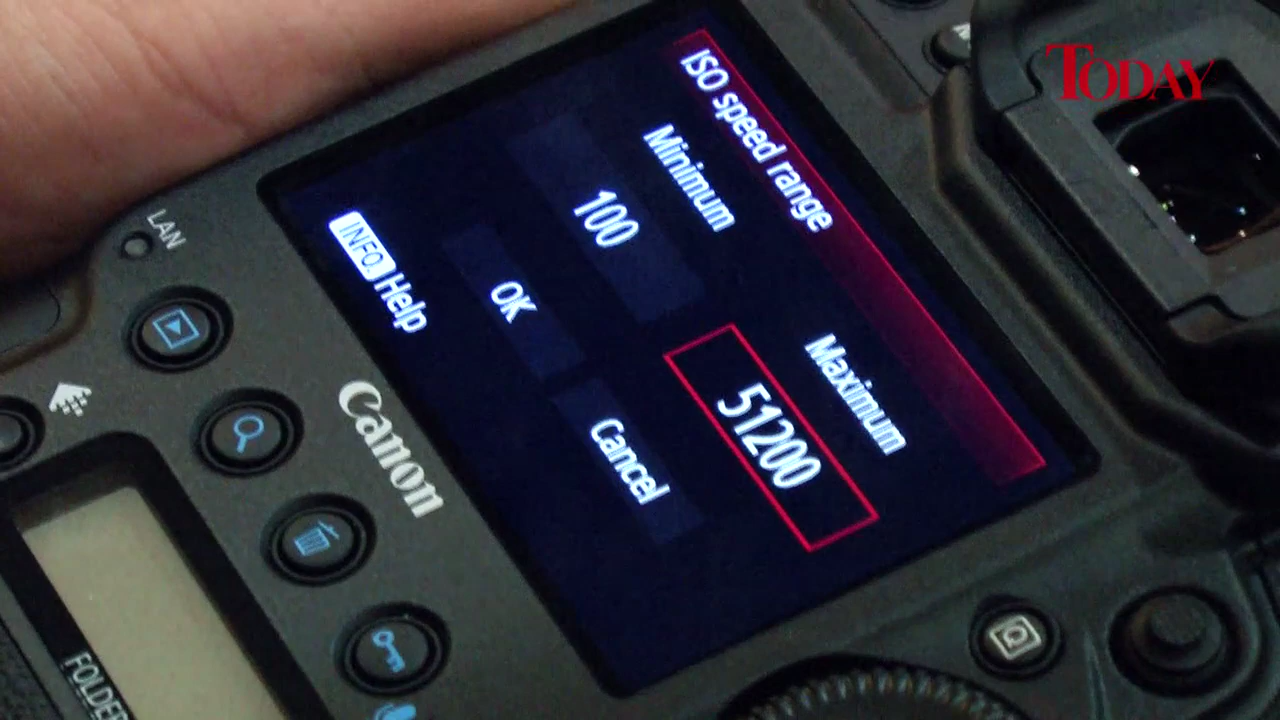 TODAY
ISO speed range
Minimum
Maximum
100
51200
OK
Cancel
INFO. Help
LAN
Canon
FOLDER